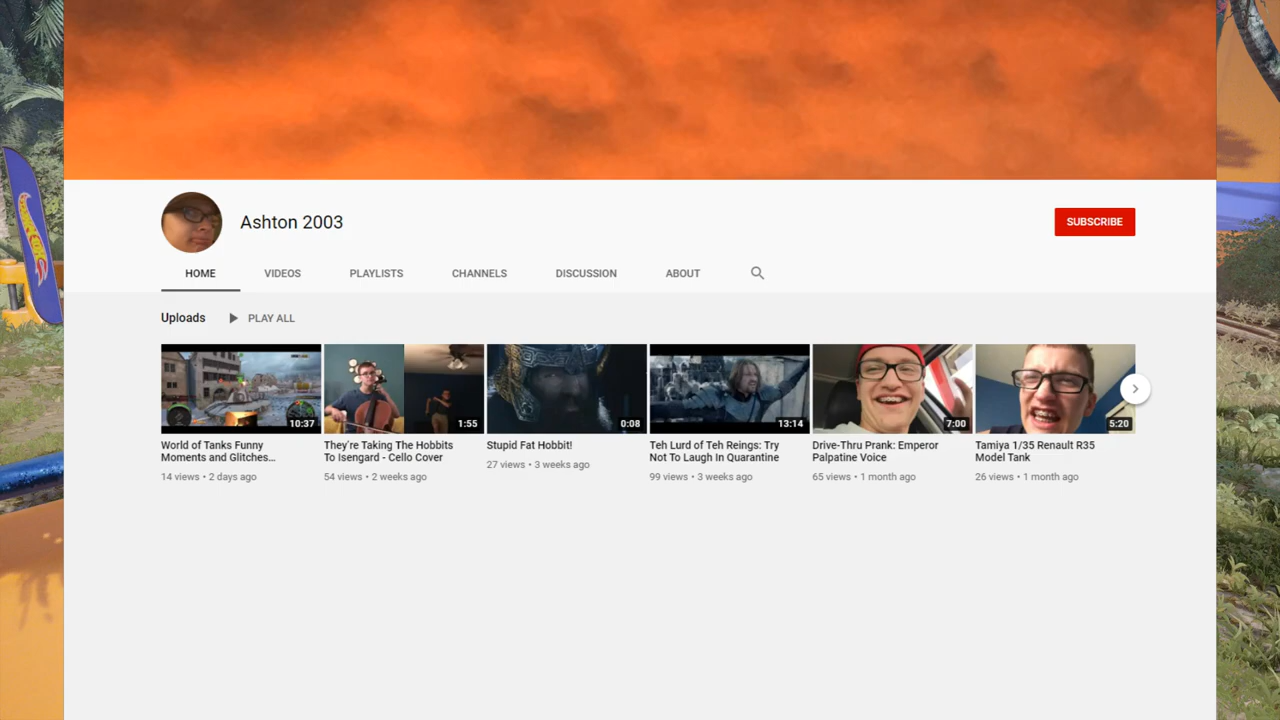 Ashton 2003
SUBSCRIBE
HOME VIDEOS PLAYLISTS CHANNELS DISCUSSION ABOUT
Uploads PLAY ALL
10:37
World of Tanks Funny
Moments and Glitches...
14 views • 2 days ago
1:55
They're Taking The Hobbits
To Isengard - Cello Cover
54 views • 2 weeks ago
0:08
Stupid Fat Hobbit!
27 views • 3 weeks ago
13:14
Teh Lurd of Teh Reings: Try
Not To Laugh In Quarantine
99 views • 3 weeks ago
7:00
Drive-Thru Prank: Emperor
Palpatine Voice
65 views • 1 month ago
5:20
Tamiya 1/35 Renault R35
Model Tank
26 views • 1 month ago